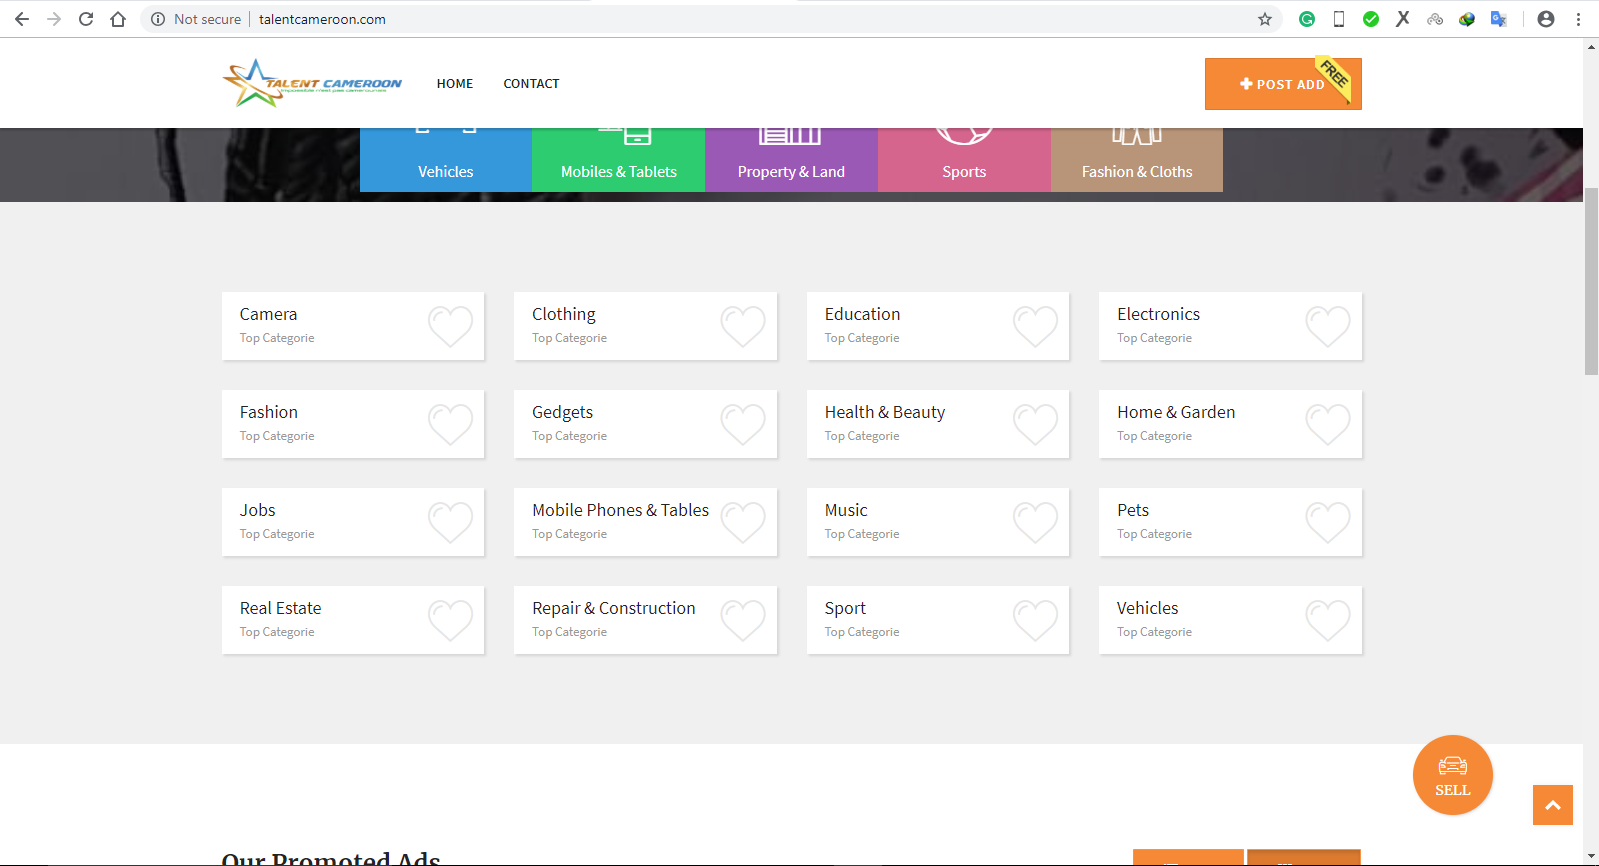 Not secure | talentcameroon.com
TALENT CAMEROON
HOME
CONTACT
POST ADD
FREE
Vehicles
Mobiles & Tablets
Property & Land
Sports
Fashion & Cloths
Camera
Top Categorie
Clothing
Top Categorie
Education
Top Categorie
Electronics
Top Categorie
Fashion
Top Categorie
Gedgets
Top Categorie
Health & Beauty
Top Categorie
Home & Garden
Top Categorie
Jobs
Top Categorie
Mobile Phones & Tables
Top Categorie
Music
Top Categorie
Pets
Top Categorie
Real Estate
Top Categorie
Repair & Construction
Top Categorie
Sport
Top Categorie
Vehicles
Top Categorie
SELL
Our Promoted Ads